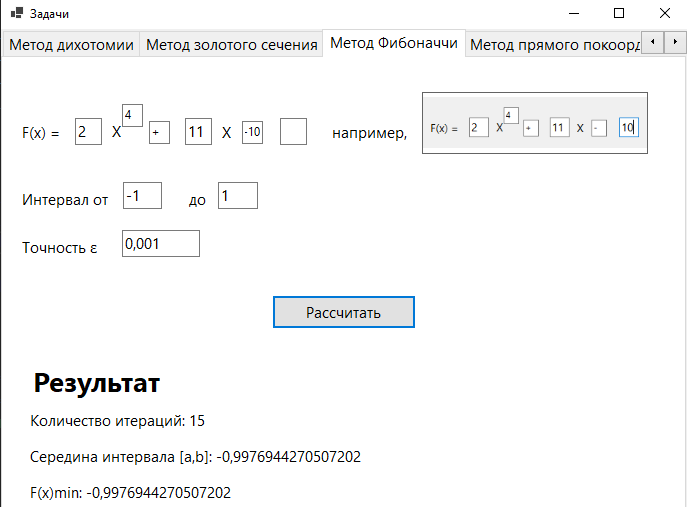 Задачи
Метод дихотомии Метод золотого сечения Метод Фибоначчи Метод прямого покоорд
F(x) = 2 X 4 + 11 X -10 например, F(x) = 2 X 4 + 11 X - 10
Интервал от -1 до 1
Точность ε 0,001
Рассчитать
Результат
Количество итераций: 15
Середина интервала [a,b]: -0,9976944270507202
F(x)min: -0,9976944270507202